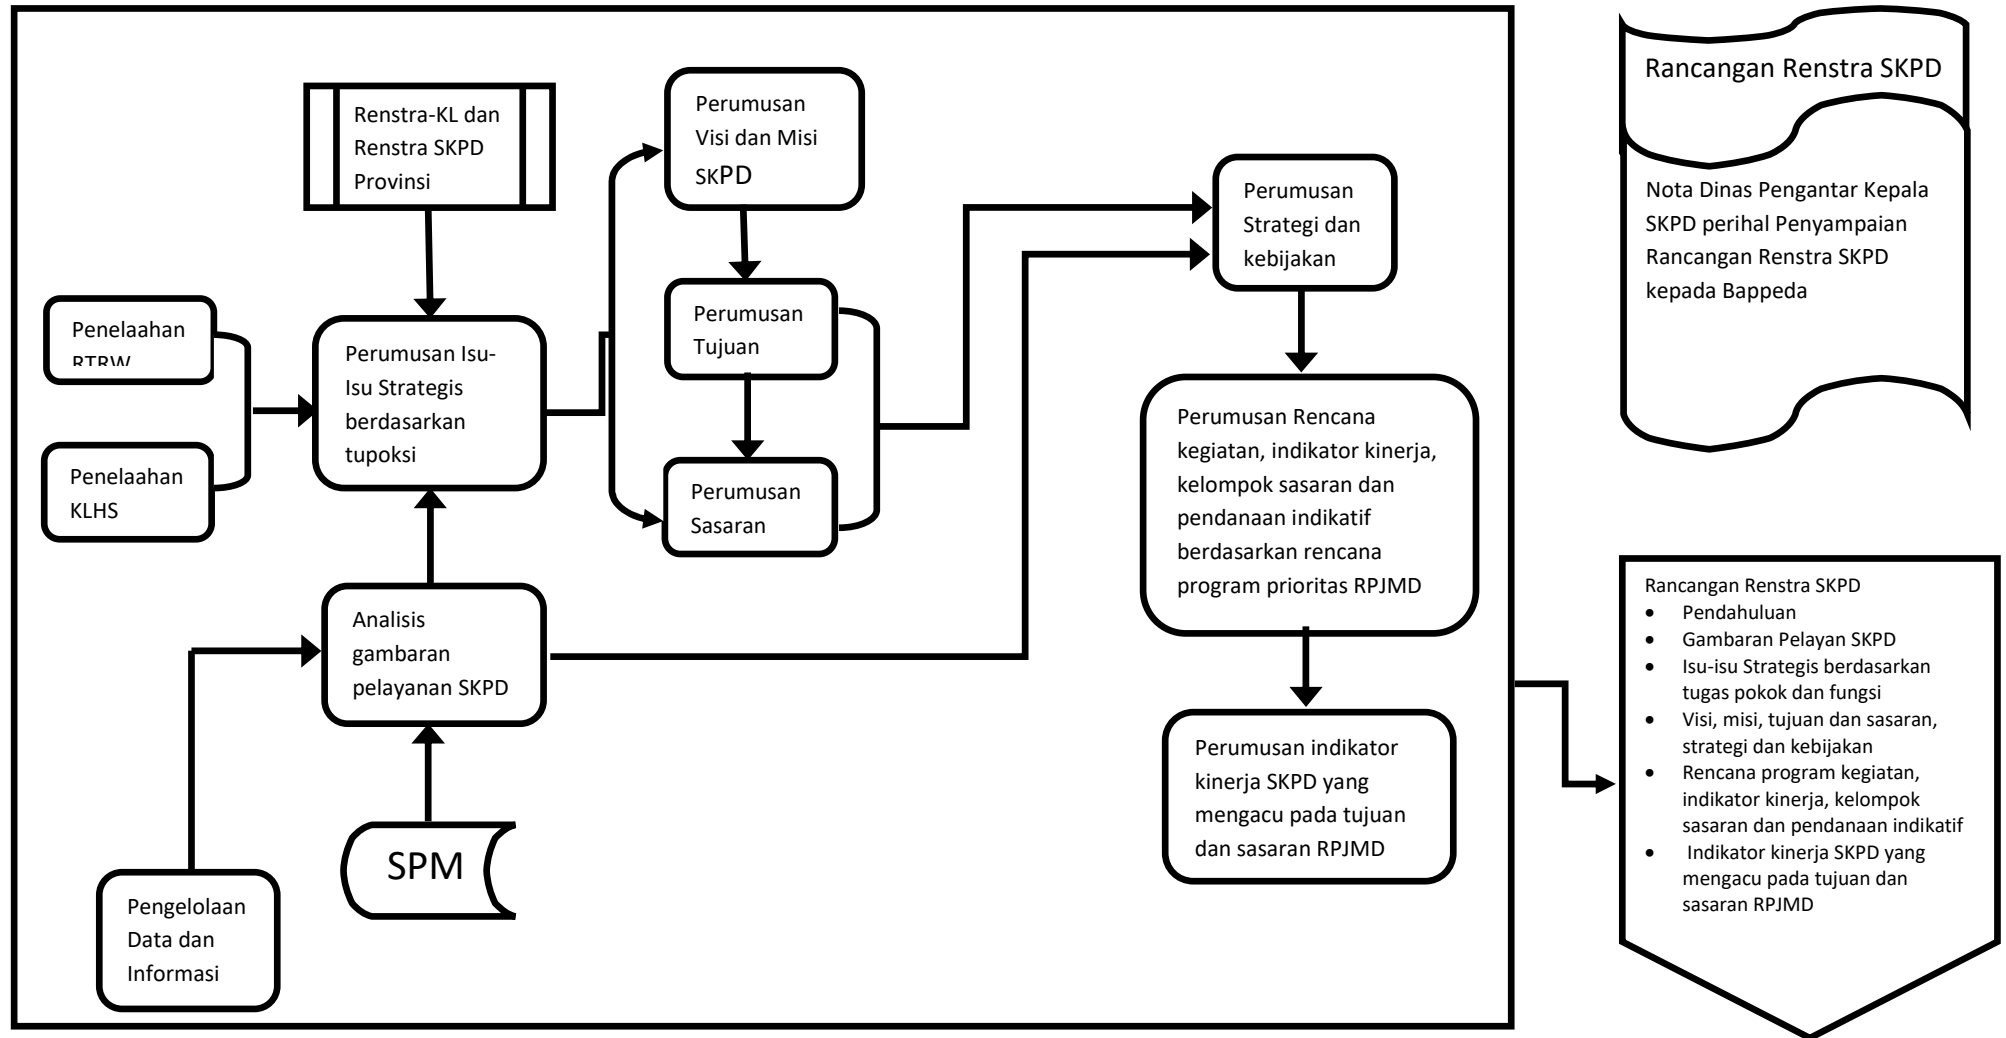 Renstra-KL dan
Renstra SKPD
Provinsi
Perumusan
Visi dan Misi
SKPD
Perumusan
Strategi dan
kebijakan
Penelaahan
RTRW
Perumusan Isu-
Isu Strategis
berdasarkan
tupoksi
Perumusan
Tujuan
Penelaahan
KLHS
Perumusan
Sasaran
Perumusan Rencana
kegiatan, indikator kinerja,
kelompok sasaran dan
pendanaan indikatif
berdasarkan rencana
program prioritas RPJMD
Analisis
gambaran
pelayanan SKPD
Perumusan indikator
kinerja SKPD yang
mengacu pada tujuan
dan sasaran RPJMD
SPM
Pengelolaan
Data dan
Informasi
Rancangan Renstra SKPD
Nota Dinas Pengantar Kepala
SKPD perihal Penyampaian
Rancangan Renstra SKPD
kepada Bappeda
Rancangan Renstra SKPD
• Pendahuluan
• Gambaran Pelayan SKPD
• Isu-isu Strategis berdasarkan
tugas pokok dan fungsi
• Visi, misi, tujuan dan sasaran,
strategi dan kebijakan
• Rencana program kegiatan,
indikator kinerja, kelompok
sasaran dan pendanaan indikatif
• Indikator kinerja SKPD yang
mengacu pada tujuan dan
sasaran RPJMD